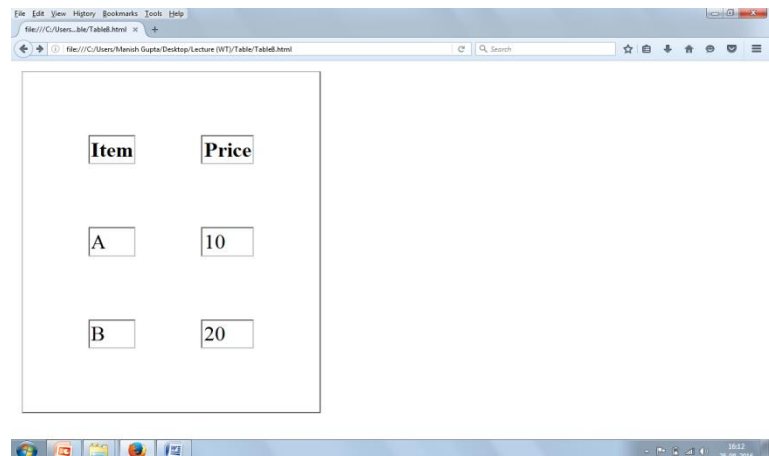 File Edit View History Bookmarks Tools Help
file:///C:/Users...ble/Table8.html × +
file:///C:/Users/Manish Gupta/Desktop/Lecture (WT)/Table/Table8.html Search
Item Price
A 10
B 20
16:12